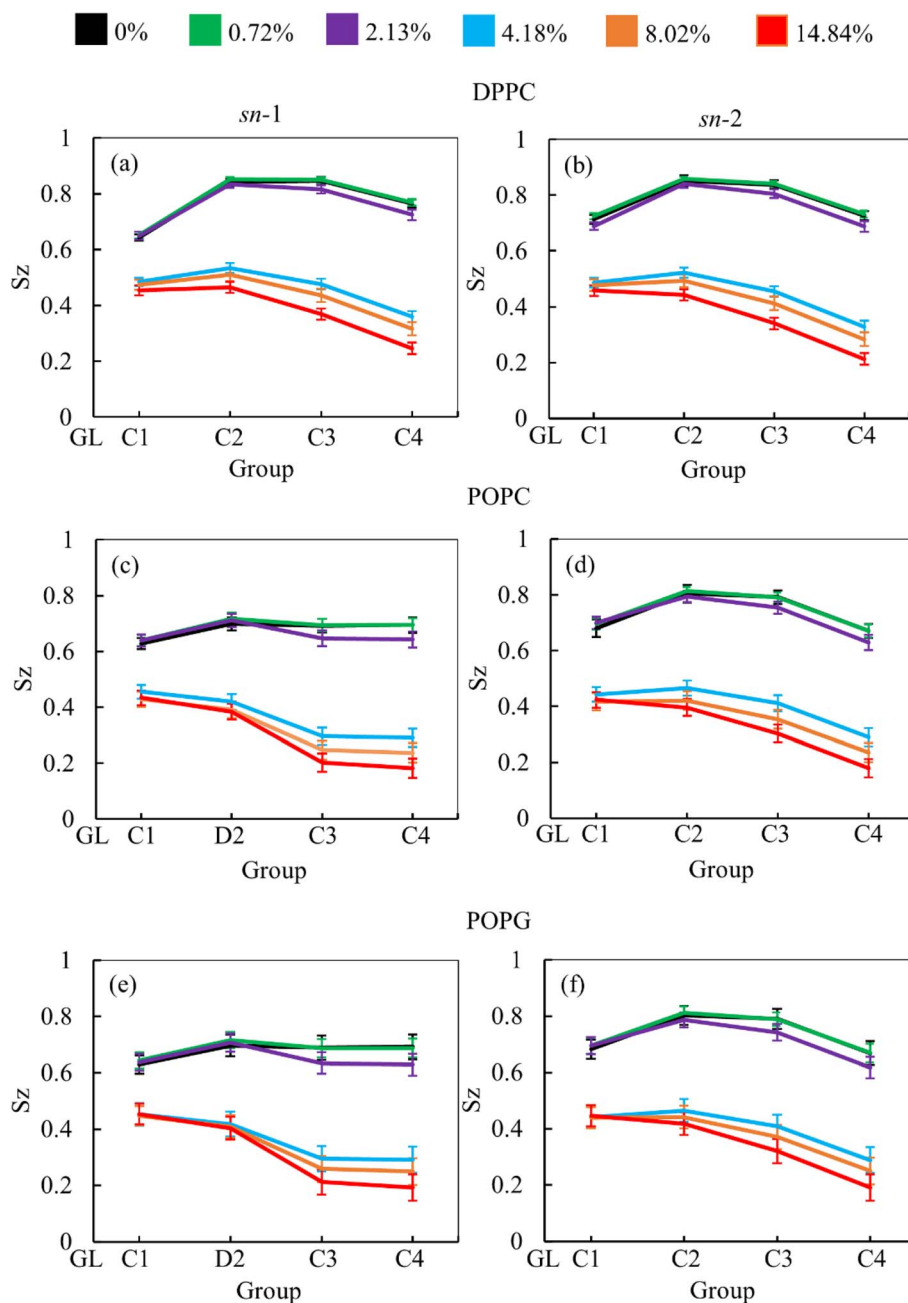 0% 0.72% 2.13% 4.18% 8.02% 14.84%
DPPC
sn-1 sn-2
(a) (b)
1 1
0.8 0.8
0.6 0.6
Sz Sz
0.4 0.4
0.2 0.2
0 0
GL C1 C2 C3 C4 GL C1 C2 C3 C4
Group Group
POPC
1 1
(c) (d)
0.8 0.8
0.6 0.6
Sz Sz
0.4 0.4
0.2 0.2
0 0
GL C1 D2 C3 C4 GL C1 C2 C3 C4
Group Group
POPG
1 1
(e) (f)
0.8 0.8
0.6 0.6
Sz Sz
0.4 0.4
0.2 0.2
0 0
GL C1 D2 C3 C4 GL C1 C2 C3 C4
Group Group